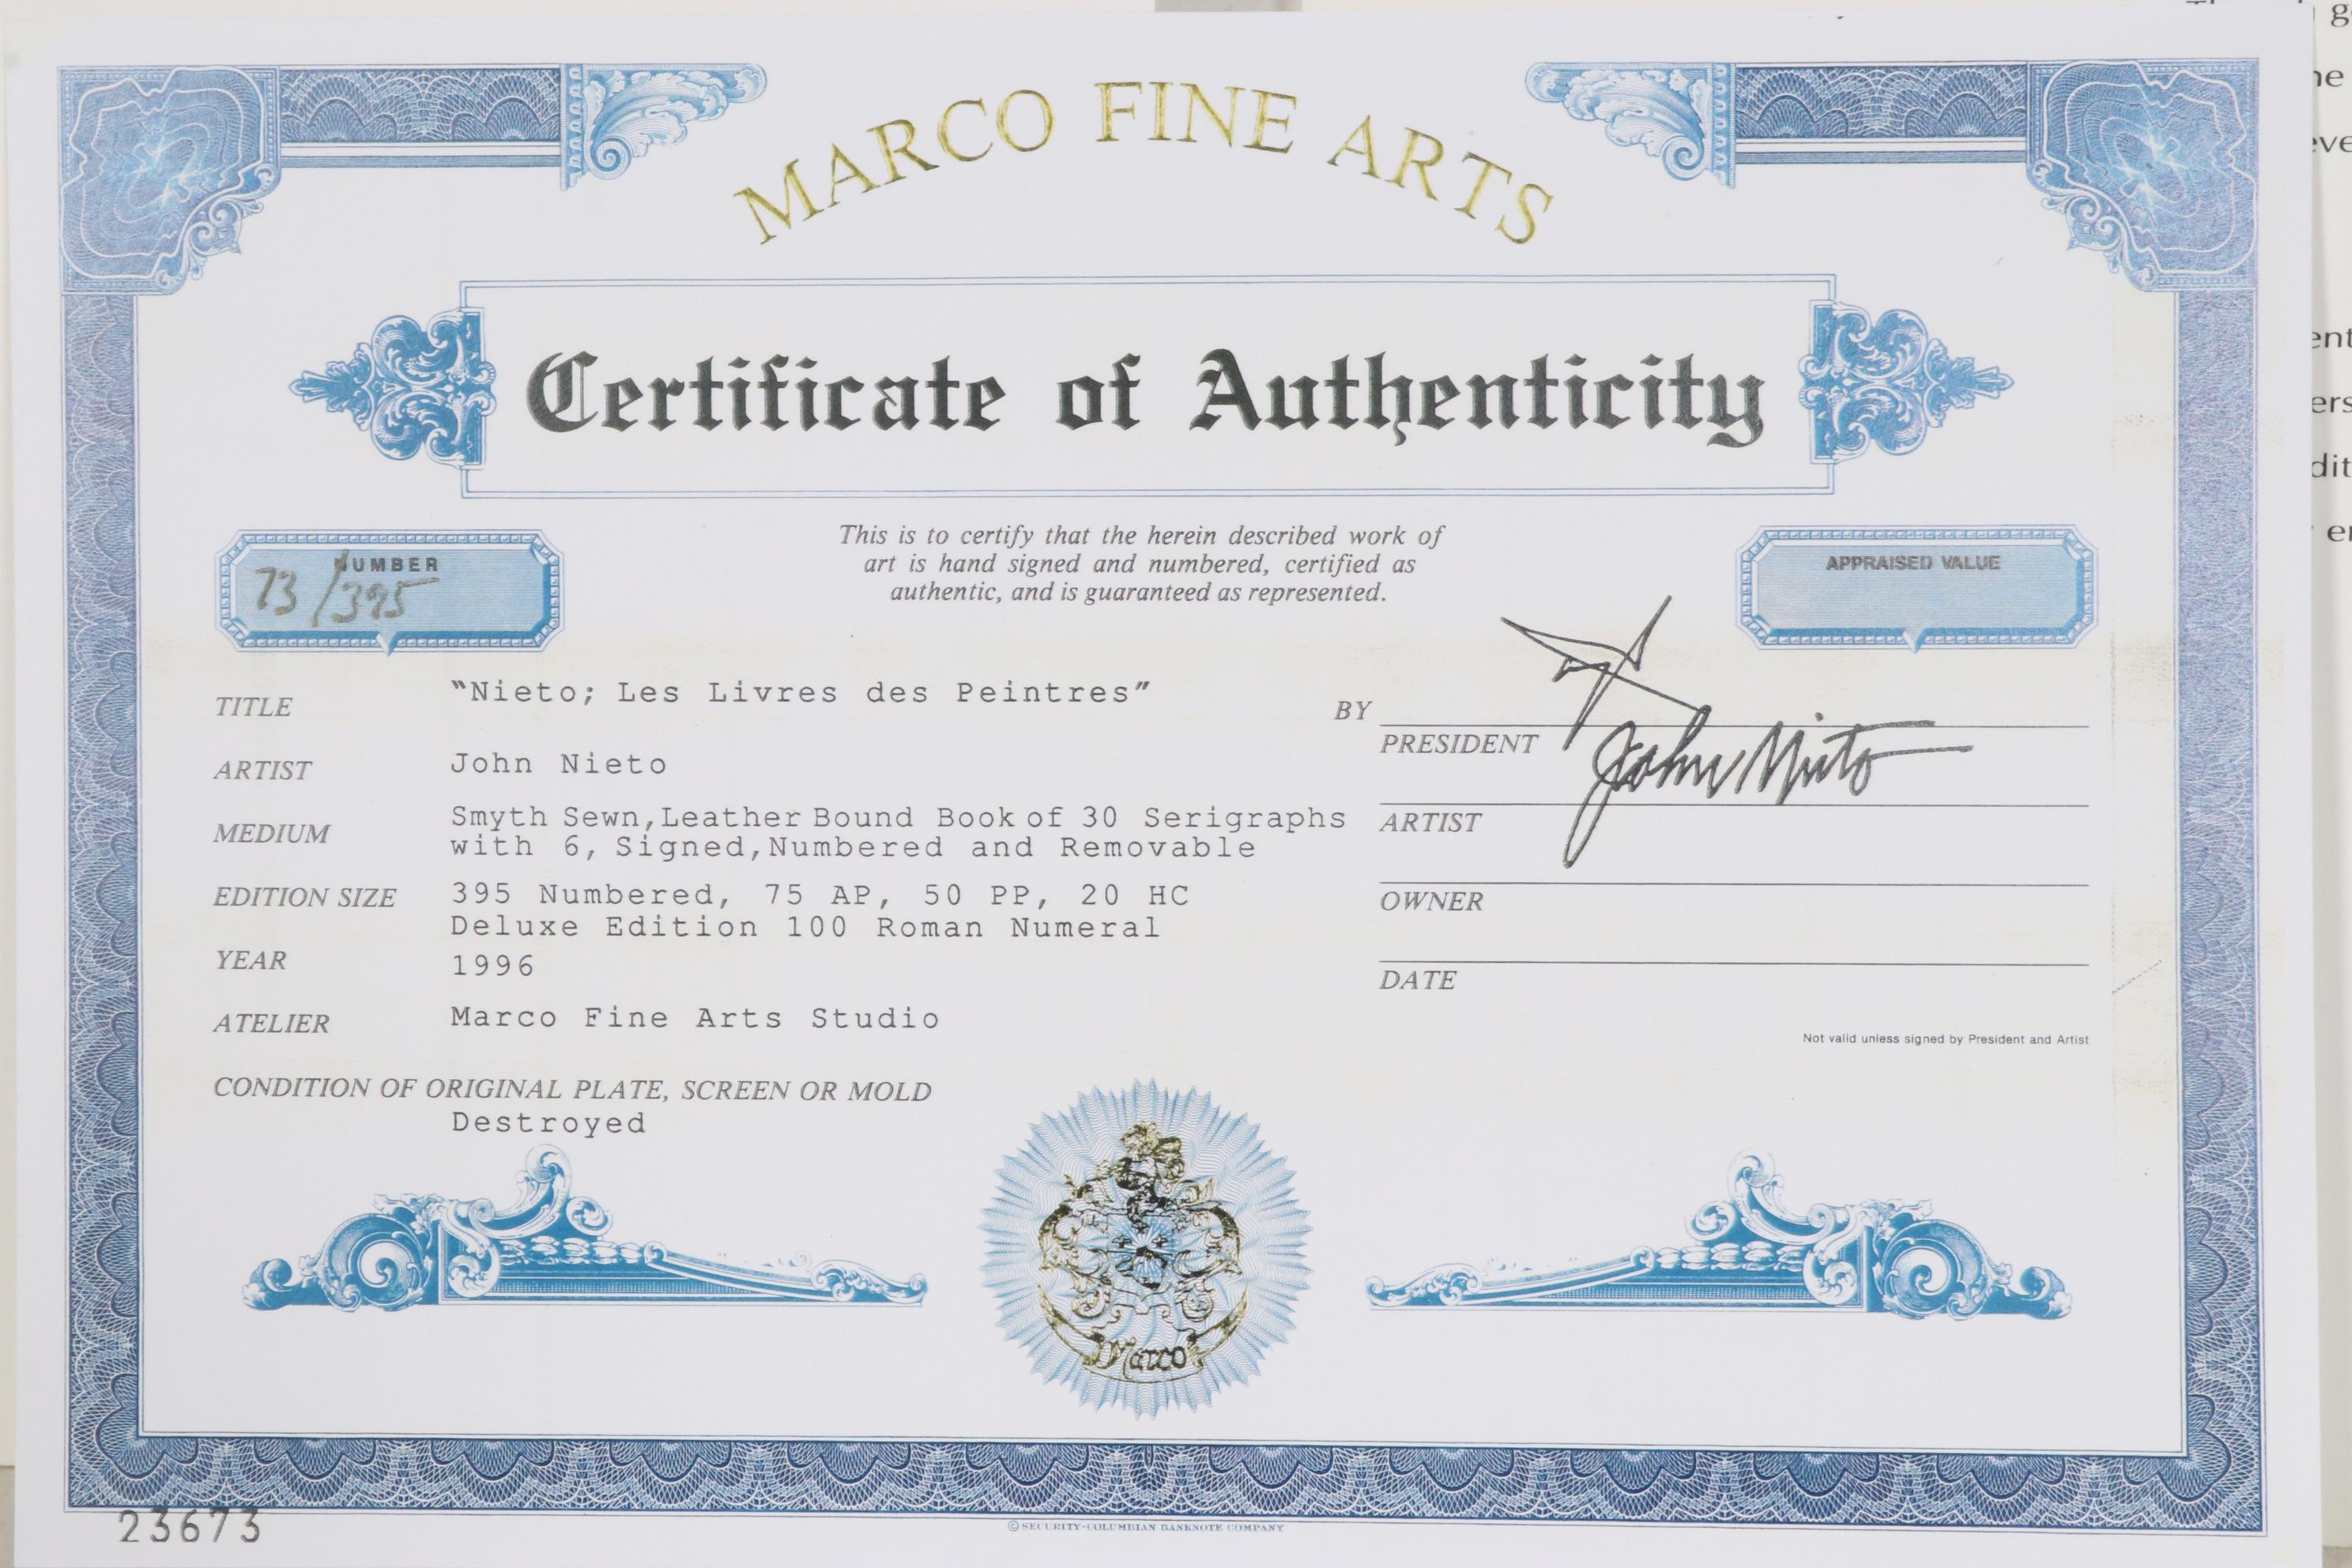 MARCO FINE ARTS
Certificate of Authenticity
This is to certify that the herein described work of
art is hand signed and numbered, certified as
authentic, and is guaranteed as represented.
NUMBER
73/395
APPRAISED VALUE
TITLE "Nieto; Les Livres des Peintres"
ARTIST John Nieto
MEDIUM Smyth Sewn, Leather Bound Book of 30 Serigraphs
with 6, Signed, Numbered and Removable
EDITION SIZE 395 Numbered, 75 AP, 50 PP, 20 HC
Deluxe Edition 100 Roman Numeral
YEAR 1996
ATELIER Marco Fine Arts Studio
CONDITION OF ORIGINAL PLATE, SCREEN OR MOLD
Destroyed
BY
PRESIDENT
John Nieto
ARTIST
OWNER
DATE
Not valid unless signed by President and Artist
Marco
23673
© SECURITY-COLUMBIAN BANKNOTE COMPANY